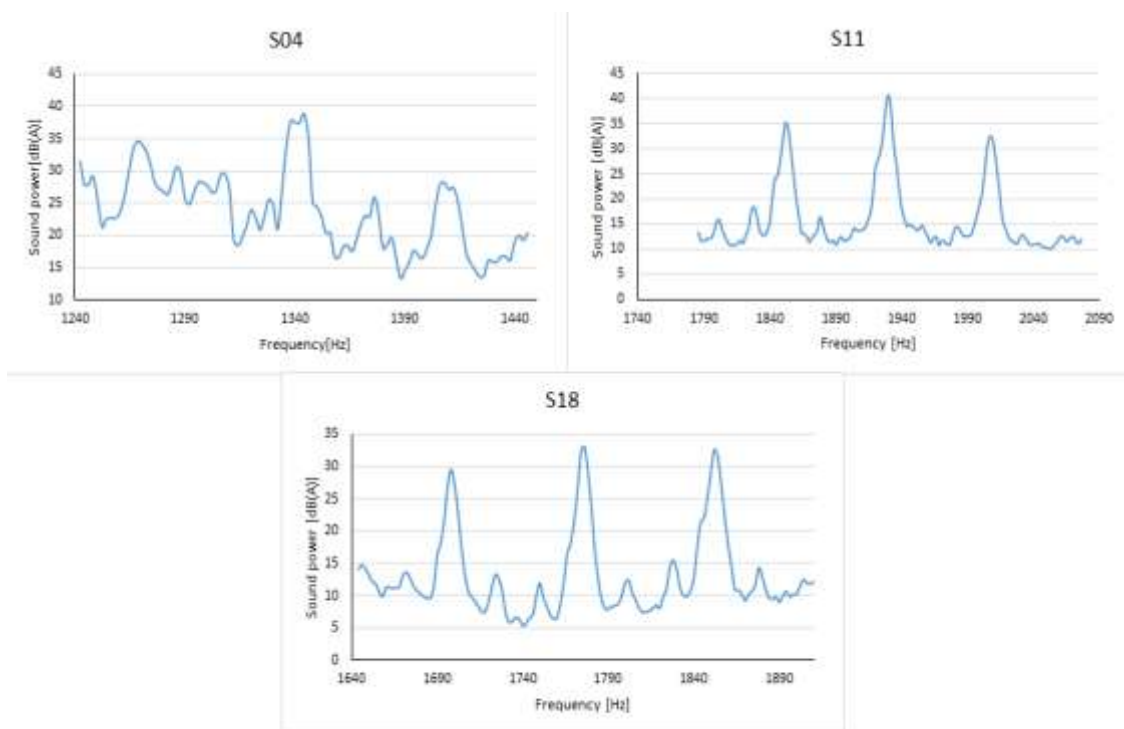 S04
45
40
35
30
25
20
15
10
1240 1290 1340 1390 1440
Sound power[dB(A)]
Frequency[Hz]
S11
45
40
35
30
25
20
15
10
5
0
1740 1790 1840 1890 1940 1990 2040 2090
Sound power [dB(A)]
Frequency [Hz]
S18
35
30
25
20
15
10
5
0
1640 1690 1740 1790 1840 1890
Sound power [dB(A)]
Frequency [Hz]